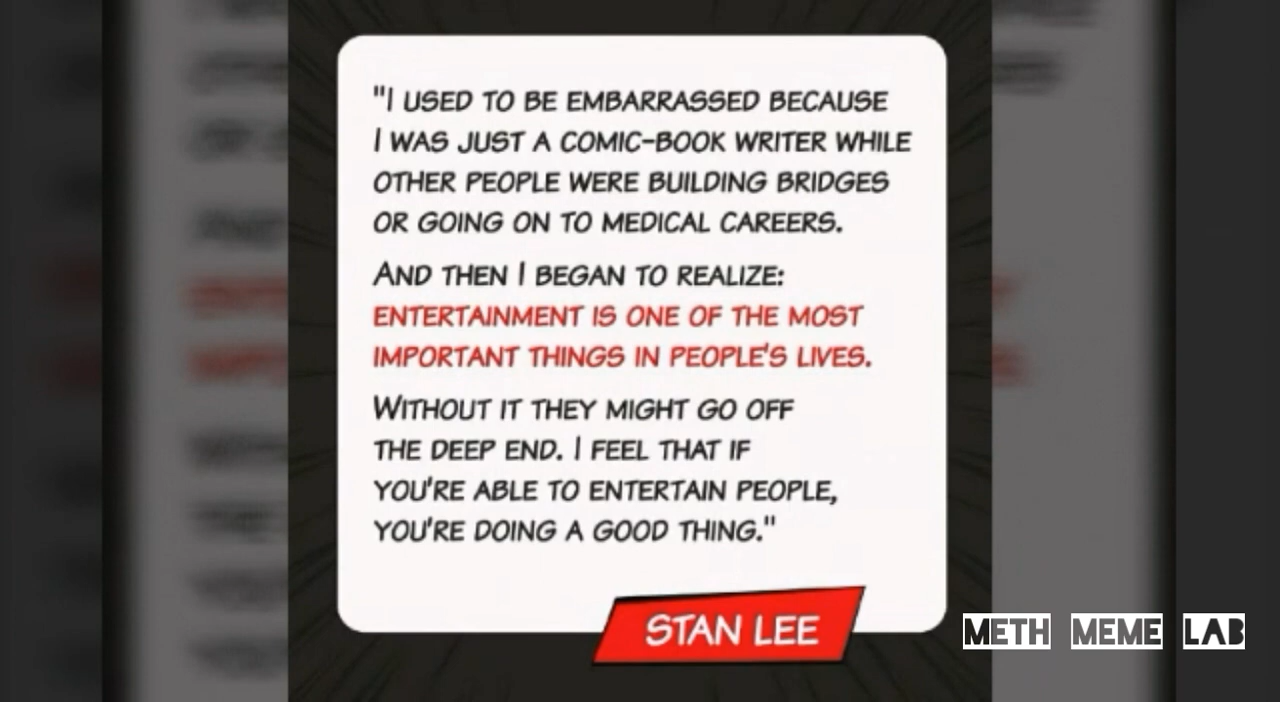 "I USED TO BE EMBARRASSED BECAUSE
I WAS JUST A COMIC-BOOK WRITER WHILE
OTHER PEOPLE WERE BUILDING BRIDGES
OR GOING ON TO MEDICAL CAREERS.
AND THEN I BEGAN TO REALIZE:
ENTERTAINMENT IS ONE OF THE MOST
IMPORTANT THINGS IN PEOPLE'S LIVES.
WITHOUT IT THEY MIGHT GO OFF
THE DEEP END. I FEEL THAT IF
YOU'RE ABLE TO ENTERTAIN PEOPLE,
YOU'RE DOING A GOOD THING."
STAN LEE
METH MEME LAB